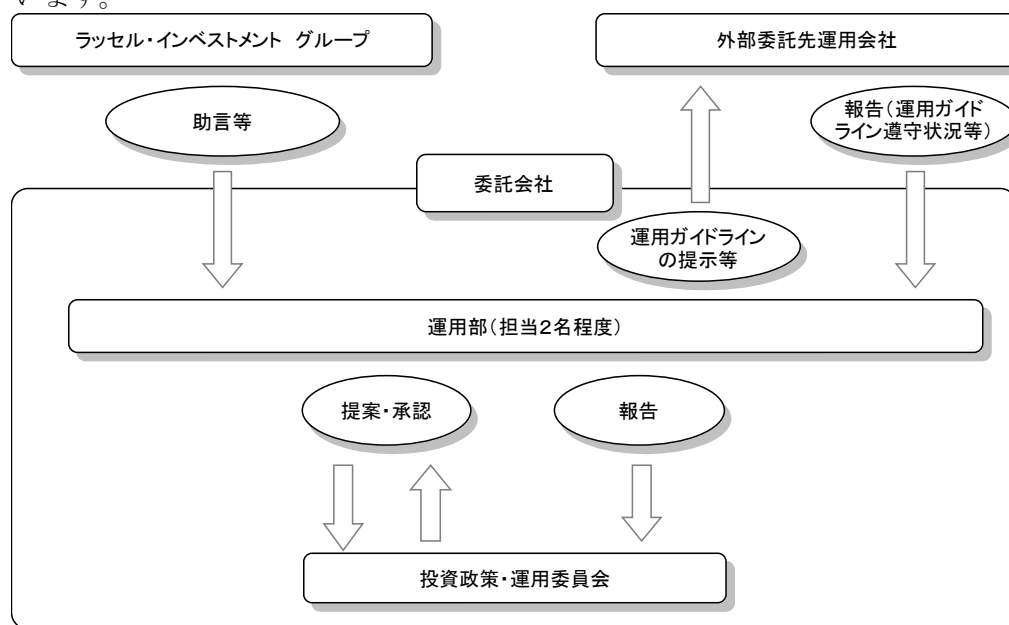 います。
ラッセル・インベストメント グループ
外部委託先運用会社
助言等
報告(運用ガイド
ライン遵守状況等)
委託会社
運用ガイドライン
の提示等
運用部(担当2名程度)
提案・承認
報告
投資政策・運用委員会